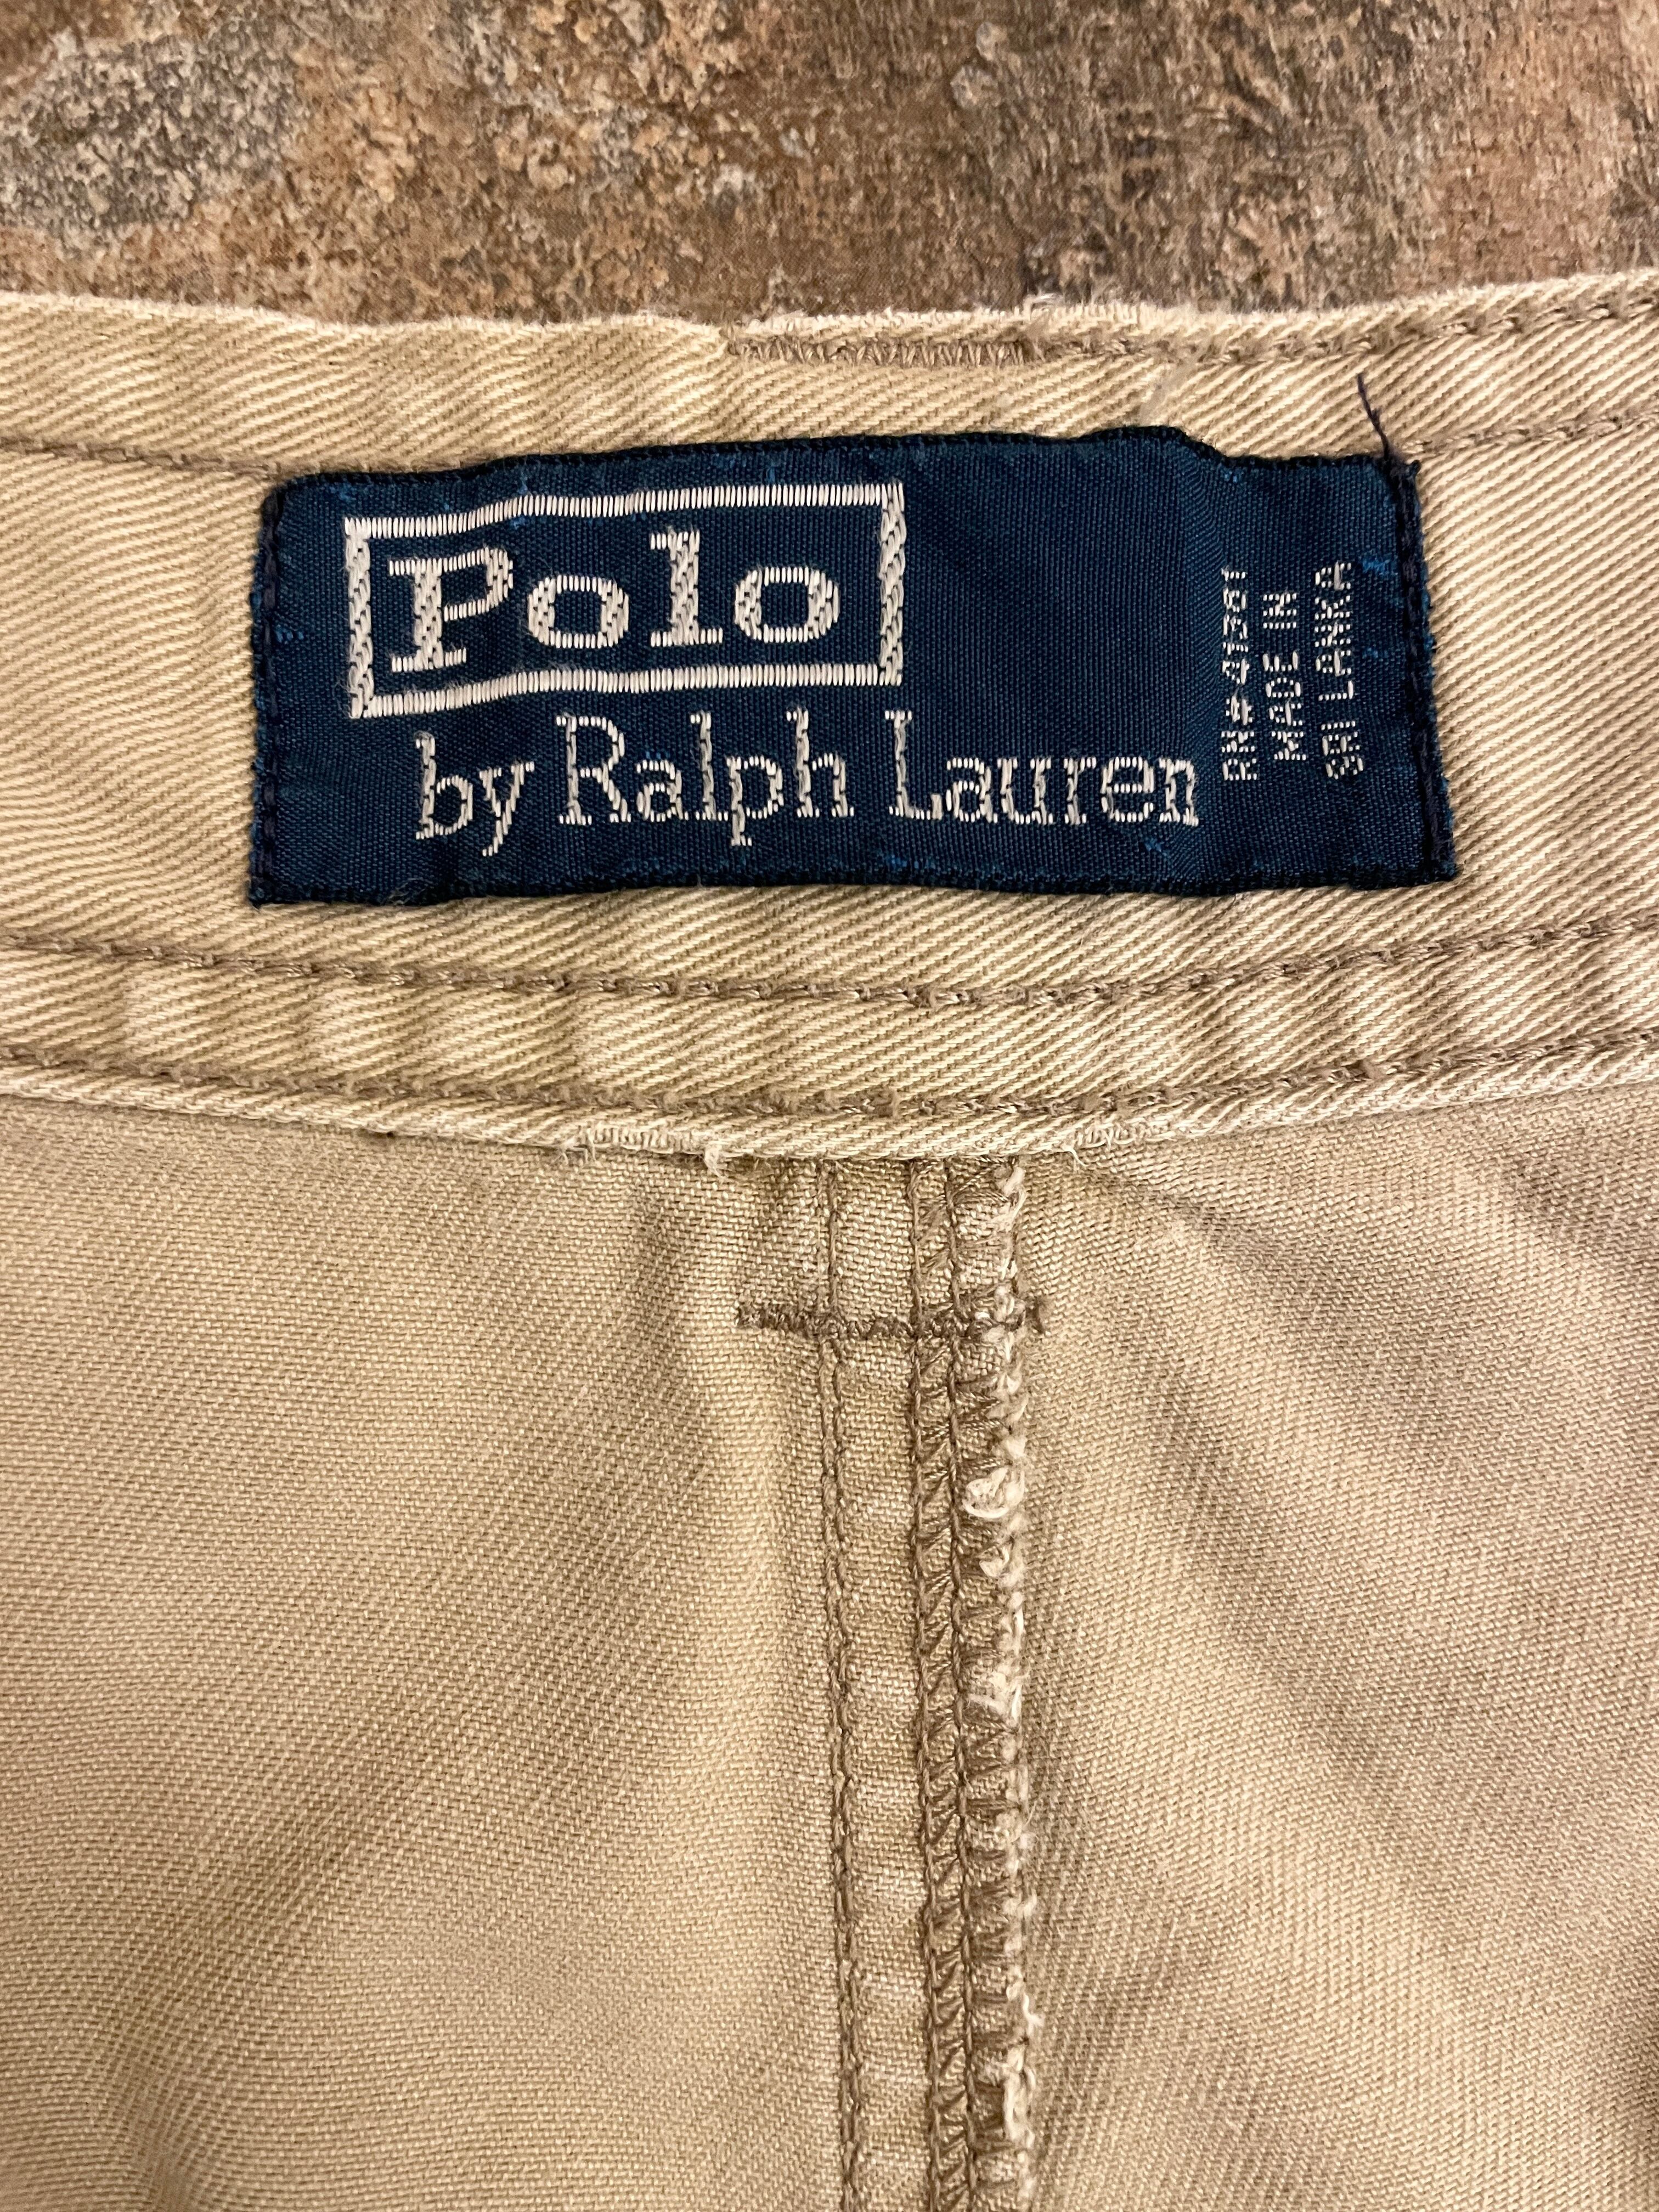 Polo
by Ralph Lauren
RN#41381
MADE IN
SRI LANKA